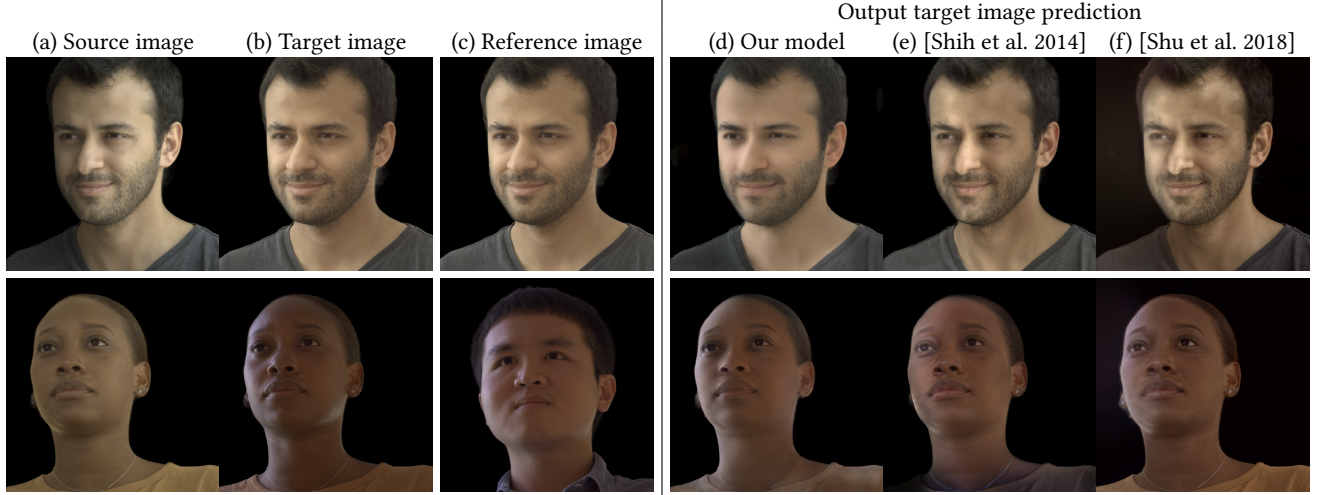 Output target image prediction
(a) Source image (b) Target image (c) Reference image (d) Our model (e) [Shih et al. 2014] (f) [Shu et al. 2018]